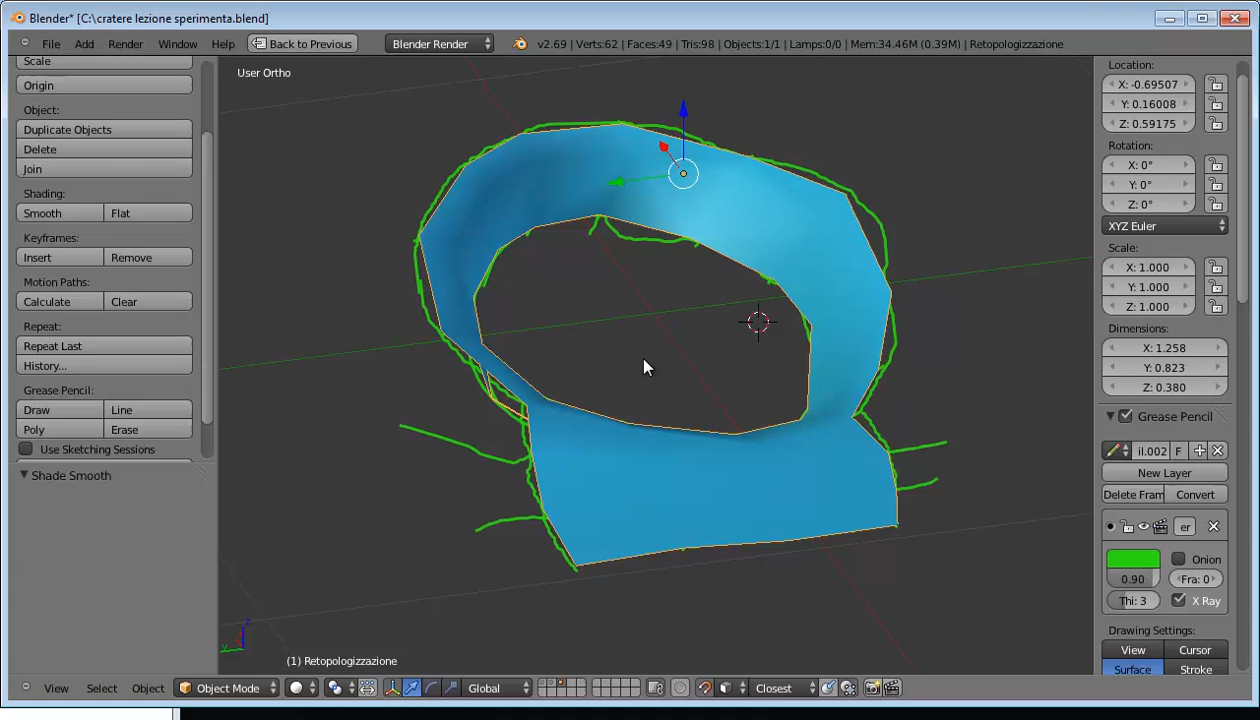 Blender* [C:\cratere lezione sperimenta.blend]
File Add Render Window Help Back to Previous Blender Render v2.69 | Verts:62 | Faces:49 | Tris:98 | Objects:1/1 | Lamps:0/0 | Mem:34.46M (0.39M) | Retopologizzazione
Scale
Origin
Object:
Duplicate Objects
Delete
Join
Shading:
Smooth Flat
Keyframes:
Insert Remove
Motion Paths:
Calculate Clear
Repeat:
Repeat Last
History...
Grease Pencil:
Draw Line
Poly Erase
Use Sketching Sessions
Shade Smooth
User Ortho
(1) Retopologizzazione
Location:
X: -0.69507
Y: 0.16008
Z: 0.59175
Rotation:
X: 0°
Y: 0°
Z: 0°
XYZ Euler
Scale:
X: 1.000
Y: 1.000
Z: 1.000
Dimensions:
X: 1.258
Y: 0.823
Z: 0.380
Grease Pencil
il.002 F
New Layer
Delete Fram Convert
er
Onion
0.90 Fra: 0
Thi: 3 X Ray
Drawing Settings:
View Cursor
Surface Stroke
View Select Object Object Mode Global Closest